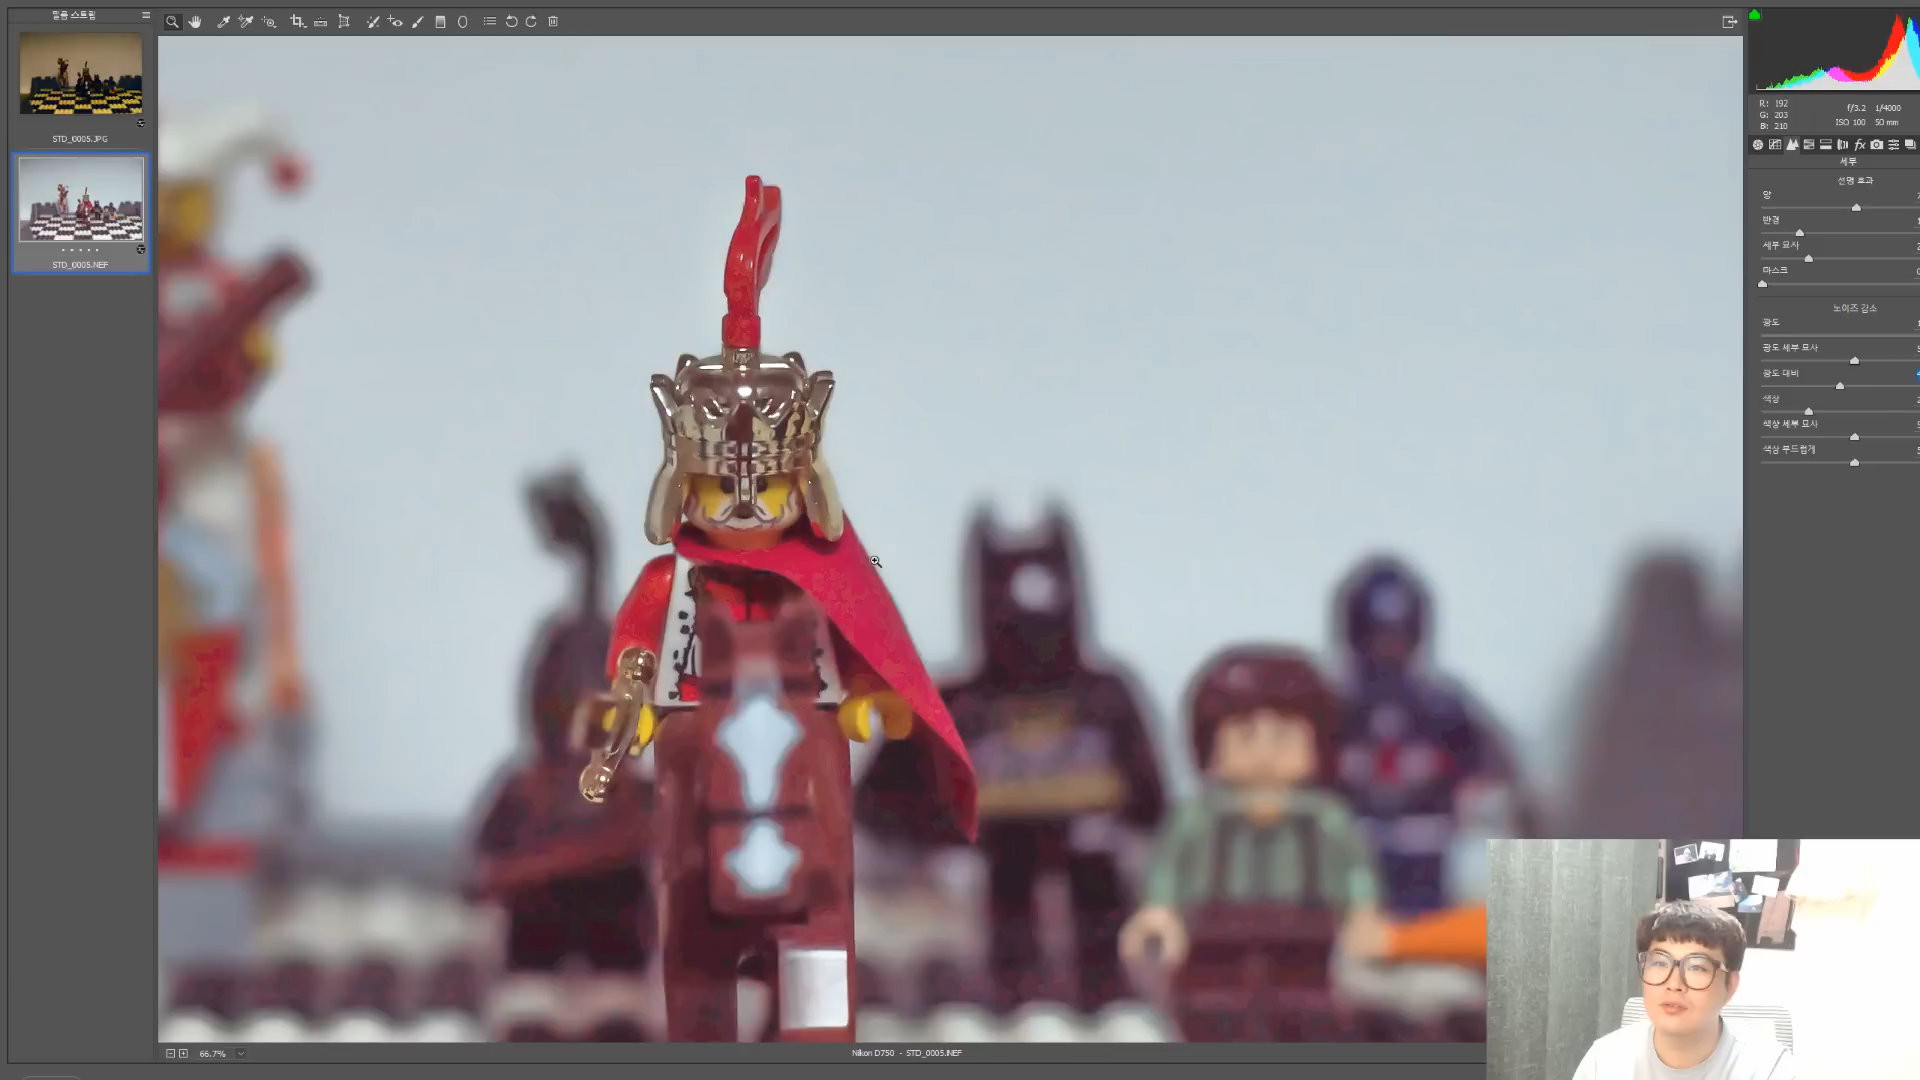 필름 스트립
STD_0005.JPG
STD_0005.NEF
R: 192
G: 203
B: 210
f/3.2 1/4000
ISO 100 50 mm
fx
세부
선명 효과
양
반경
세부 묘사
마스크
노이즈 감소
광도
광도 세부 묘사
광도 대비
색상
색상 세부 묘사
색상 부드럽게
66.7%
Nikon D750 - STD_0005.NEF